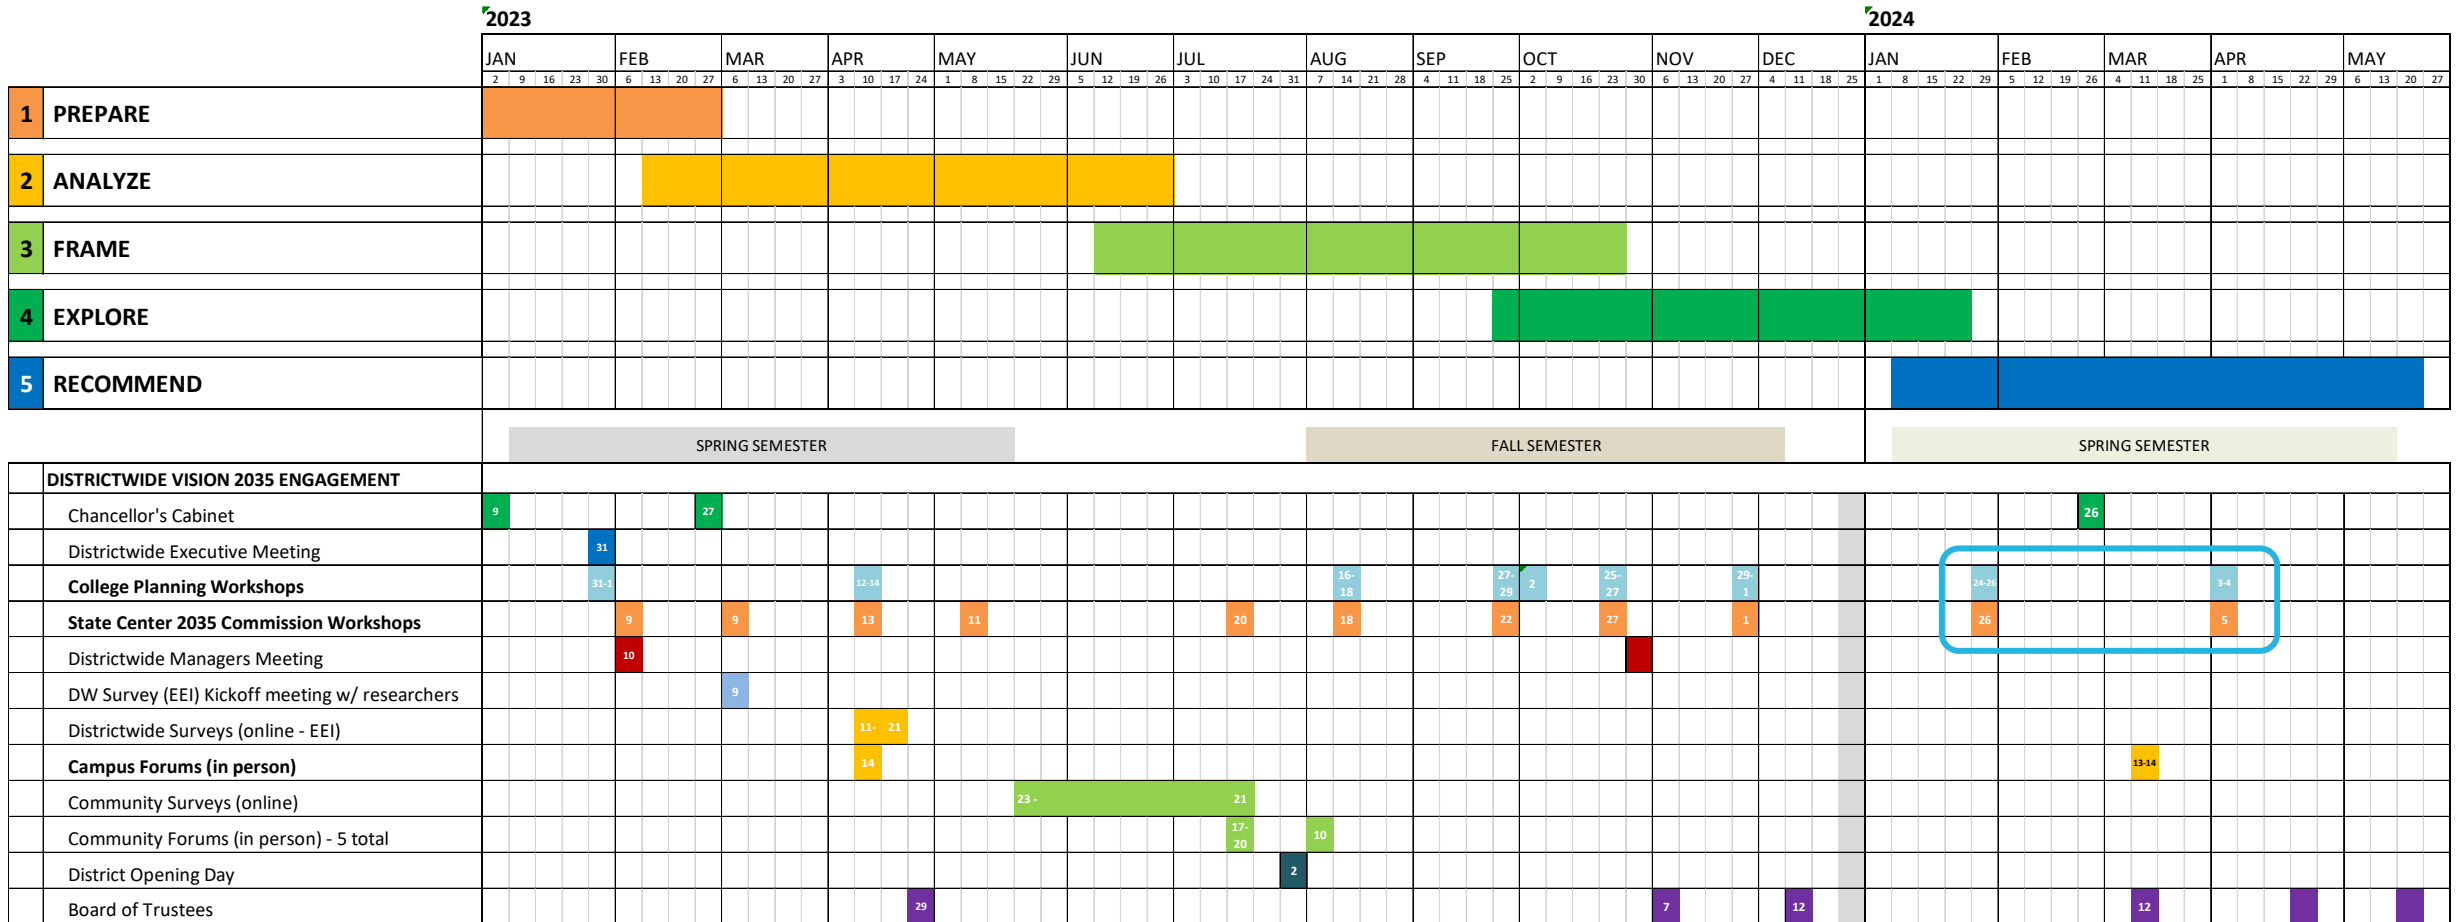 2023 2024
JAN FEB MAR APR MAY JUN JUL AUG SEP OCT NOV DEC JAN FEB MAR APR MAY
2 9 16 23 30 6 13 20 27 6 13 20 27 3 10 17 24 1 8 15 22 29 5 12 19 26 3 10 17 24 31 7 14 21 28 4 11 18 25 2 9 16 23 30 6 13 20 27 4 11 18 25 1 8 15 22 29 5 12 19 26 4 11 18 25 1 8 15 22 29 6 13 20 27
1 PREPARE
2 ANALYZE
3 FRAME
4 EXPLORE
5 RECOMMEND
SPRING SEMESTER FALL SEMESTER SPRING SEMESTER
DISTRICTWIDE VISION 2035 ENGAGEMENT
Chancellor's Cabinet 9 27 26
Districtwide Executive Meeting 31
College Planning Workshops 31-1 12-14 16-18 27-29 2 25-27 29-1 24-26 3-4
State Center 2035 Commission Workshops 9 9 13 11 20 18 22 27 1 26 5
Districtwide Managers Meeting 10
DW Survey (EEI) Kickoff meeting w/ researchers 9
Districtwide Surveys (online - EEI) 11- 21
Campus Forums (in person) 14 13-14
Community Surveys (online) 23 - 21
Community Forums (in person) - 5 total 17-20 10
District Opening Day 2
Board of Trustees 29 7 12 12